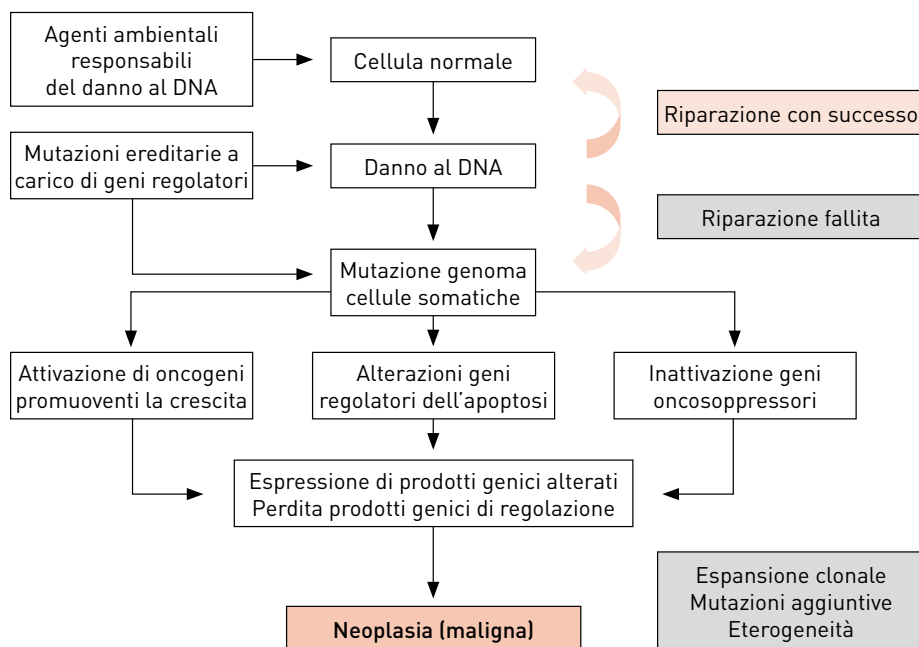 Agenti ambientali
responsabili
del danno al DNA
Cellula normale
Riparazione con successo
Mutazioni ereditarie a
carico di geni regolatori
Danno al DNA
Riparazione fallita
Mutazione genoma
cellule somatiche
Attivazione di oncogeni
promuoventi la crescita
Alterazioni geni
regolatori dell’apoptosi
Inattivazione geni
oncosoppressori
Espressione di prodotti genici alterati
Perdita prodotti genici di regolazione
Espansione clonale
Mutazioni aggiuntive
Eterogeneità
Neoplasia (maligna)